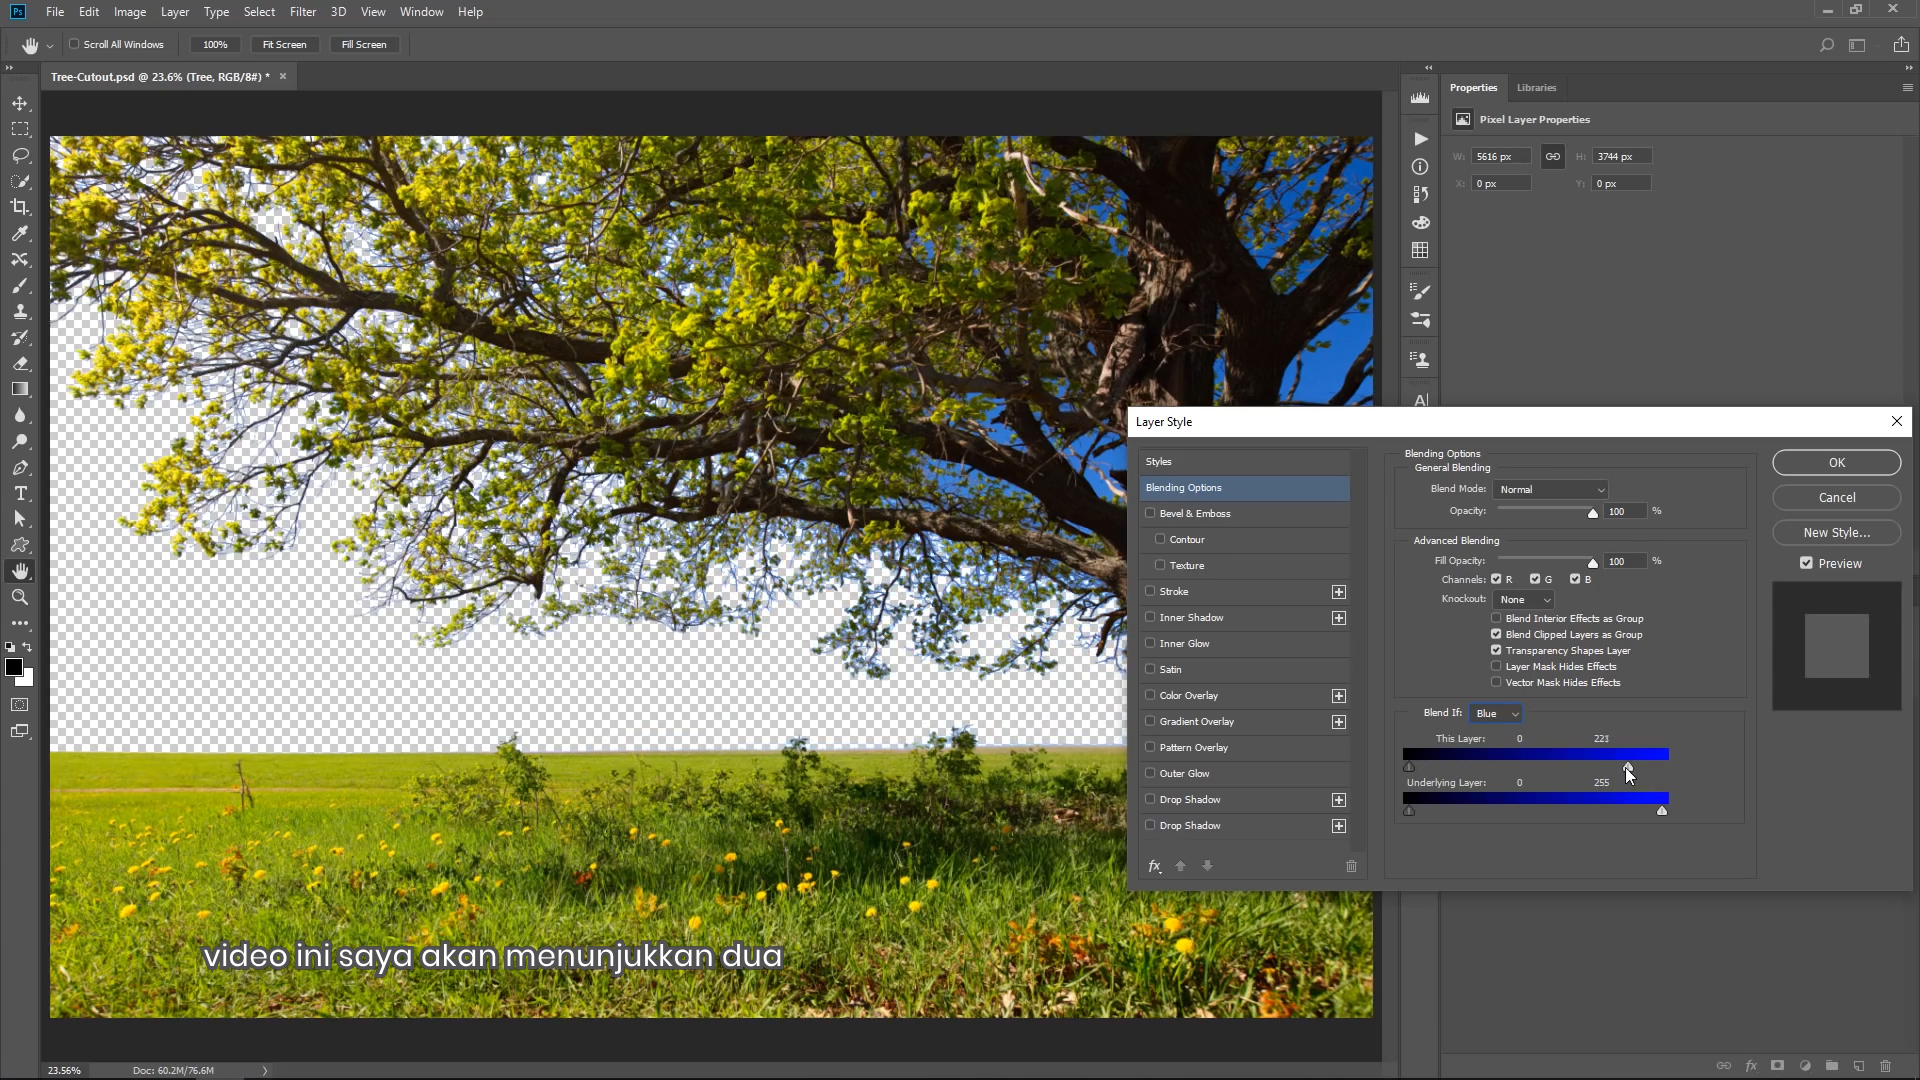 Ps File Edit Image Layer Type Select Filter 3D View Window Help
Scroll All Windows 100% Fit Screen Fill Screen
Tree-Cutout.psd @ 23.6% (Tree, RGB/8#) * ×
Properties Libraries
Pixel Layer Properties
W: 5616 px H: 3744 px
X: 0 px Y: 0 px
Layer Style
Styles
Blending Options
Bevel & Emboss
Contour
Texture
Stroke
Inner Shadow
Inner Glow
Satin
Color Overlay
Gradient Overlay
Pattern Overlay
Outer Glow
Drop Shadow
Drop Shadow
fx
Blending Options
General Blending
Blend Mode: Normal
Opacity: 100 %
Advanced Blending
Fill Opacity: 100 %
Channels: R G B
Knockout: None
Blend Interior Effects as Group
Blend Clipped Layers as Group
Transparency Shapes Layer
Layer Mask Hides Effects
Vector Mask Hides Effects
Blend If: Blue
This Layer: 0 221
Underlying Layer: 0 255
OK
Cancel
New Style...
Preview
video ini saya akan menunjukkan dua
23.56% Doc: 60.2M/76.6M
fx